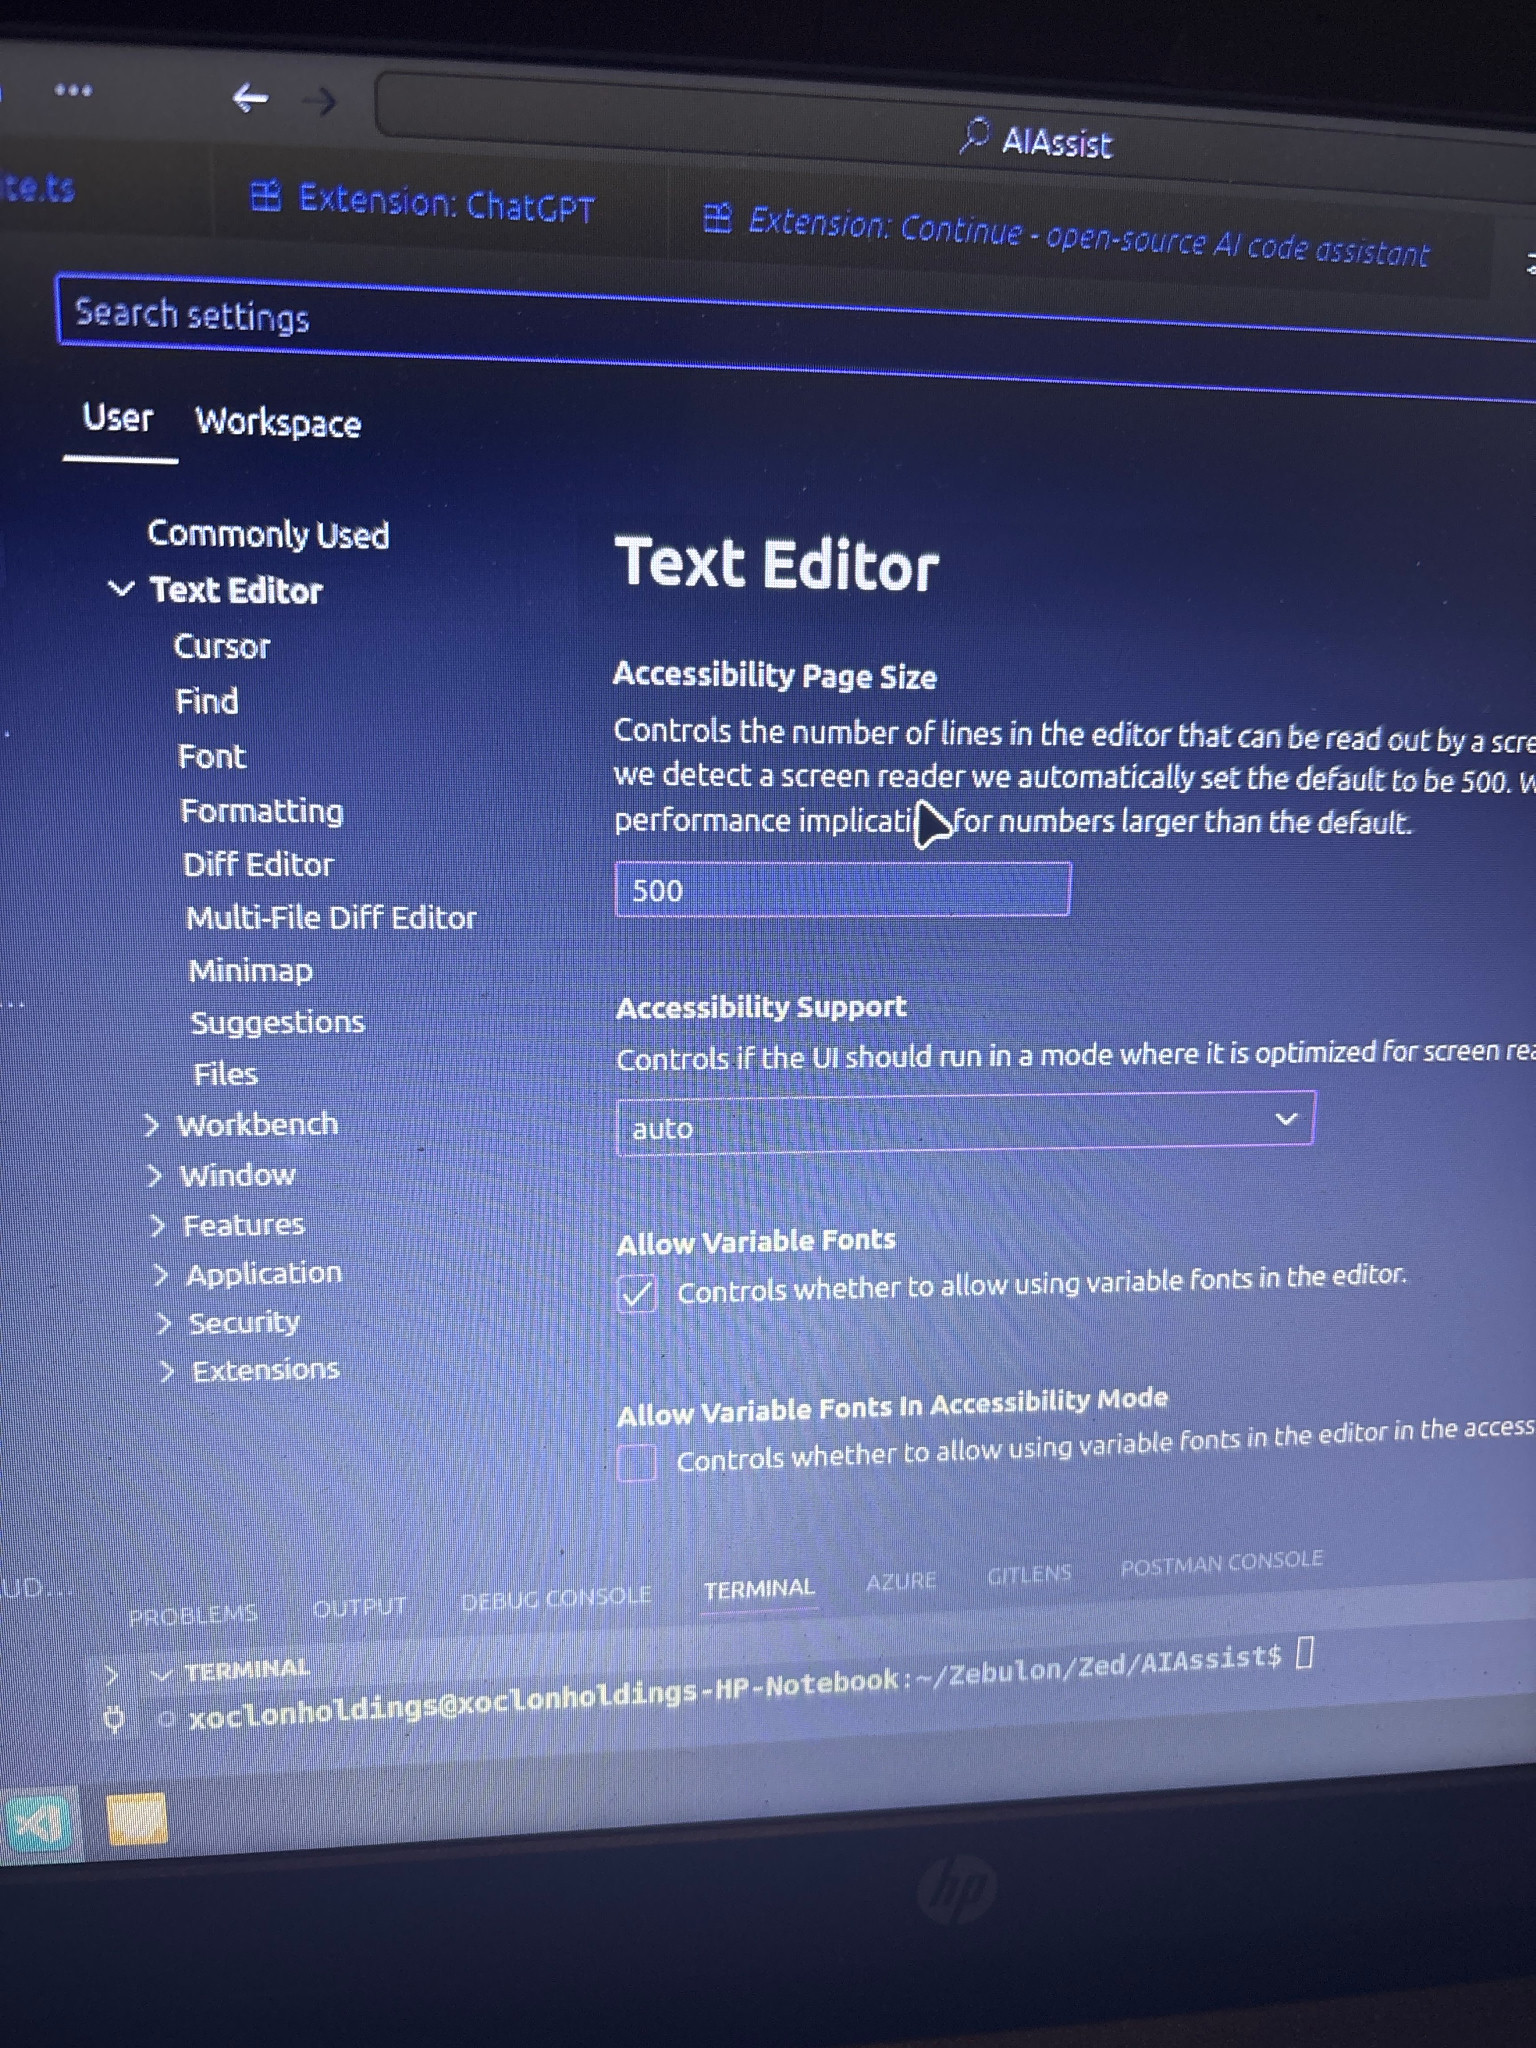 AIAssist
te.ts
Extension: ChatGPT
Extension: Continue - open-source AI code assistant
Search settings
User Workspace
Commonly Used
Text Editor
Cursor
Find
Font
Formatting
Diff Editor
Multi-File Diff Editor
Minimap
Suggestions
Files
Workbench
Window
Features
Application
Security
Extensions
Text Editor
Accessibility Page Size
Controls the number of lines in the editor that can be read out by a scre
we detect a screen reader we automatically set the default to be 500. W
performance implicati for numbers larger than the default.
500
Accessibility Support
Controls if the UI should run in a mode where it is optimized for screen rea
auto
Allow Variable Fonts
Controls whether to allow using variable fonts in the editor.
Allow Variable Fonts In Accessibility Mode
Controls whether to allow using variable fonts in the editor in the access
UD...
PROBLEMS OUTPUT DEBUG CONSOLE TERMINAL AZURE GITLENS POSTMAN CONSOLE
TERMINAL
xoclonholdings@xoclonholdings-HP-Notebook:~/Zebulon/Zed/AIAssist$
hp